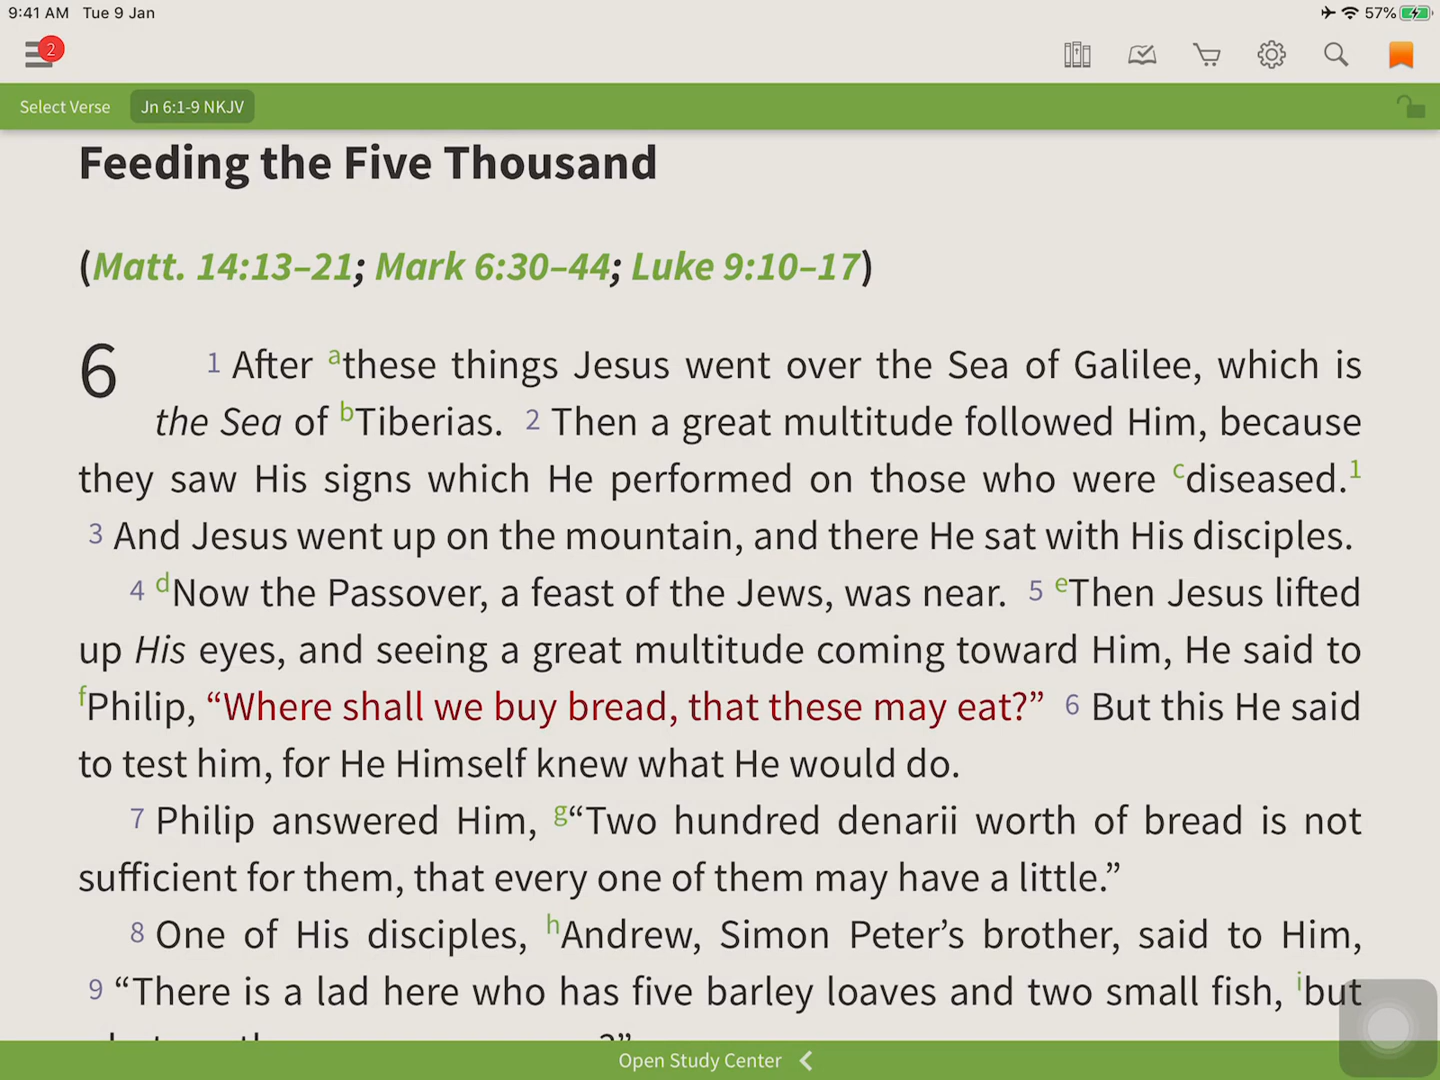 9:41 AM Tue 9 Jan 57%
2
Select Verse Jn 6:1-9 NKJV
Feeding the Five Thousand
(Matt. 14:13–21; Mark 6:30–44; Luke 9:10–17)
6 1 After athese things Jesus went over the Sea of Galilee, which is
the Sea of bTiberias. 2 Then a great multitude followed Him, because
they saw His signs which He performed on those who were cdiseased.1
3 And Jesus went up on the mountain, and there He sat with His disciples.
4 dNow the Passover, a feast of the Jews, was near. 5 eThen Jesus lifted
up His eyes, and seeing a great multitude coming toward Him, He said to
fPhilip, “Where shall we buy bread, that these may eat?” 6 But this He said
to test him, for He Himself knew what He would do.
7 Philip answered Him, g“Two hundred denarii worth of bread is not
sufficient for them, that every one of them may have a little.”
8 One of His disciples, hAndrew, Simon Peter’s brother, said to Him,
9 “There is a lad here who has five barley loaves and two small fish, ibut
Open Study Center